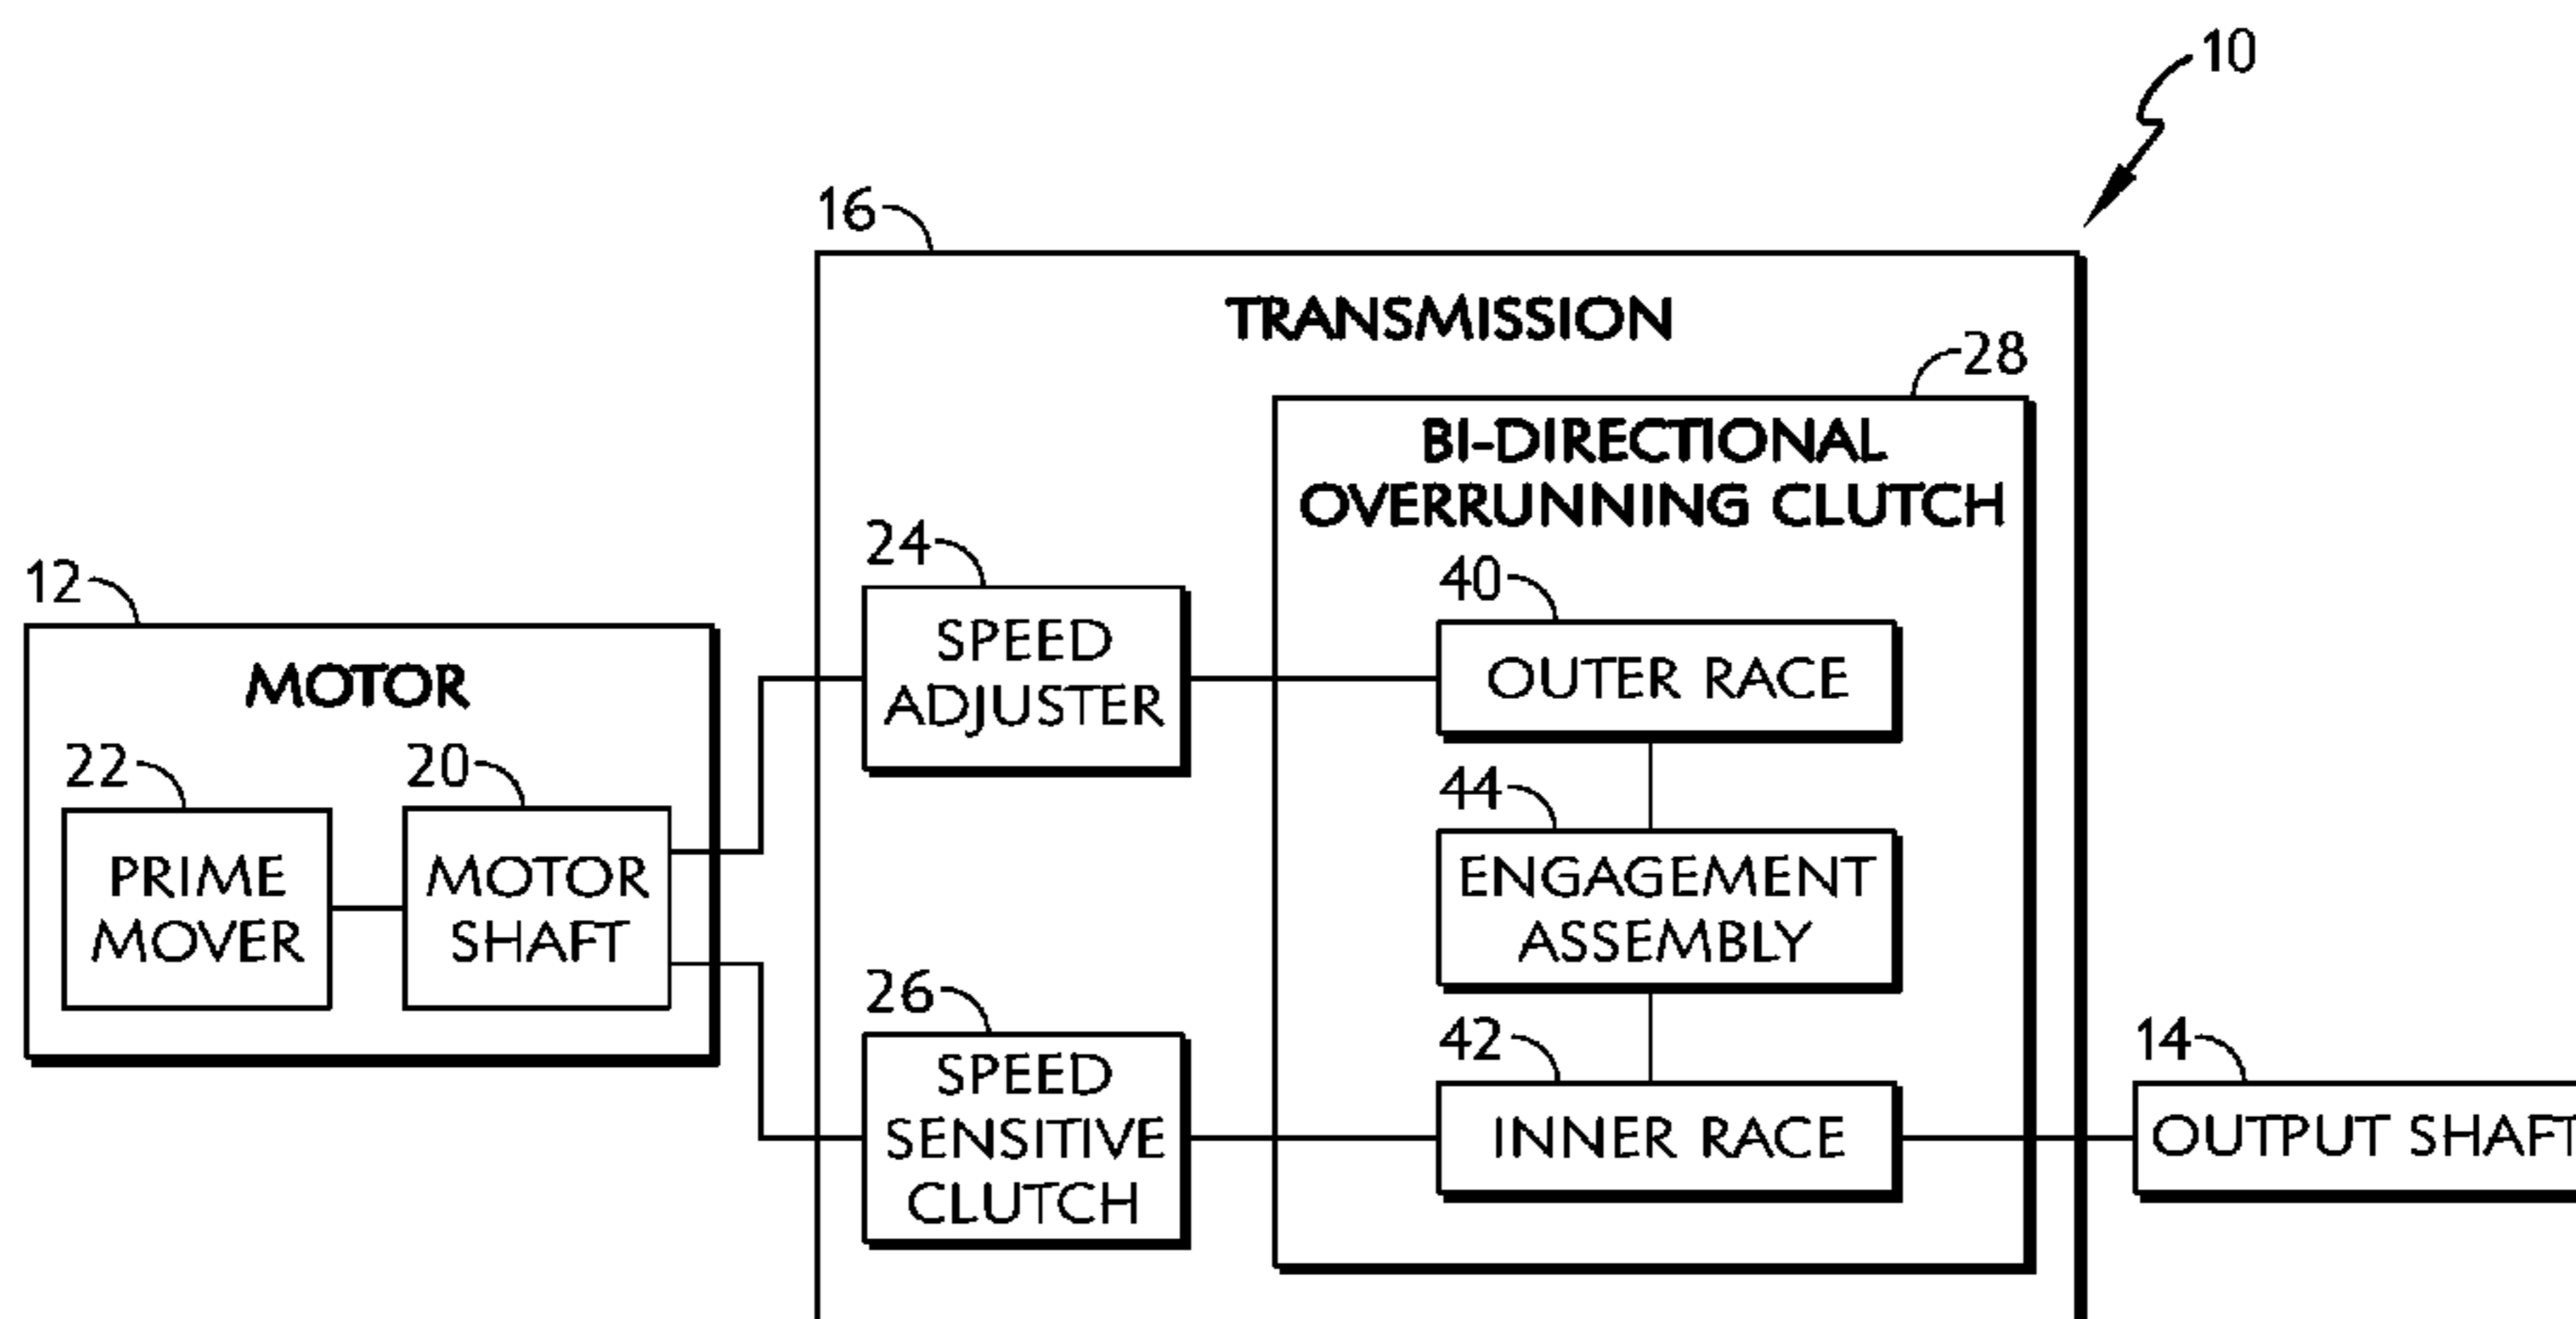 10
16
TRANSMISSION
28
BI-DIRECTIONAL
OVERRUNNING CLUTCH
24
SPEED
ADJUSTER
40
OUTER RACE
12
MOTOR
22
PRIME
MOVER
20
MOTOR
SHAFT
44
ENGAGEMENT
ASSEMBLY
26
SPEED
SENSITIVE
CLUTCH
42
INNER RACE
14
OUTPUT SHAFT